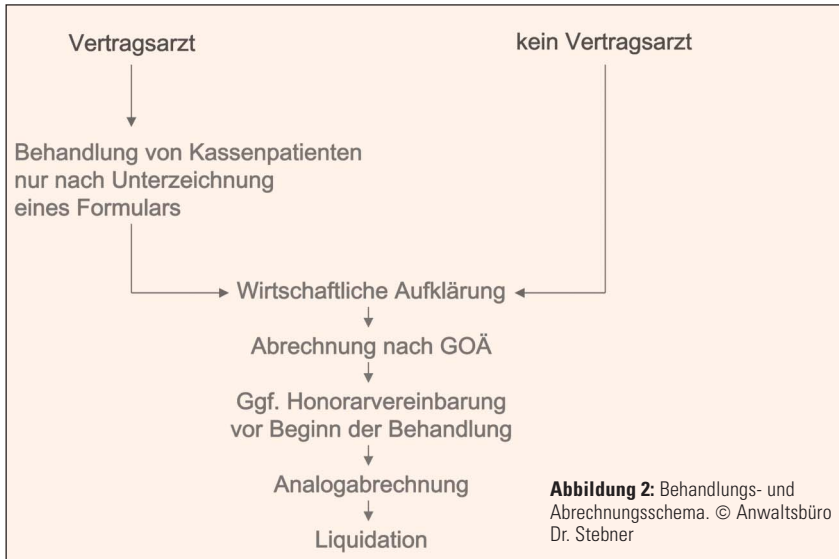 Vertragsarzt
kein Vertragsarzt
Behandlung von Kassenpatienten
nur nach Unterzeichnung
eines Formulars
Wirtschaftliche Aufklärung
Abrechnung nach GOÄ
Ggf. Honorarvereinbarung
vor Beginn der Behandlung
Analogabrechnung
Liquidation
Abbildung 2: Behandlungs- und
Abrechnungsschema. © Anwaltsbüro
Dr. Stebner